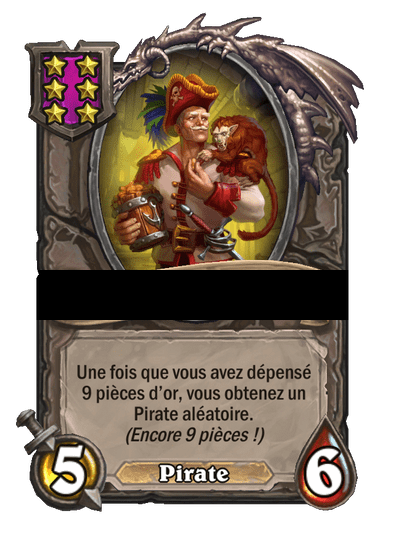 Une fois que vous avez dépensé
9 pièces d’or, vous obtenez un
Pirate aléatoire.
(Encore 9 pièces !)
5
Pirate
6